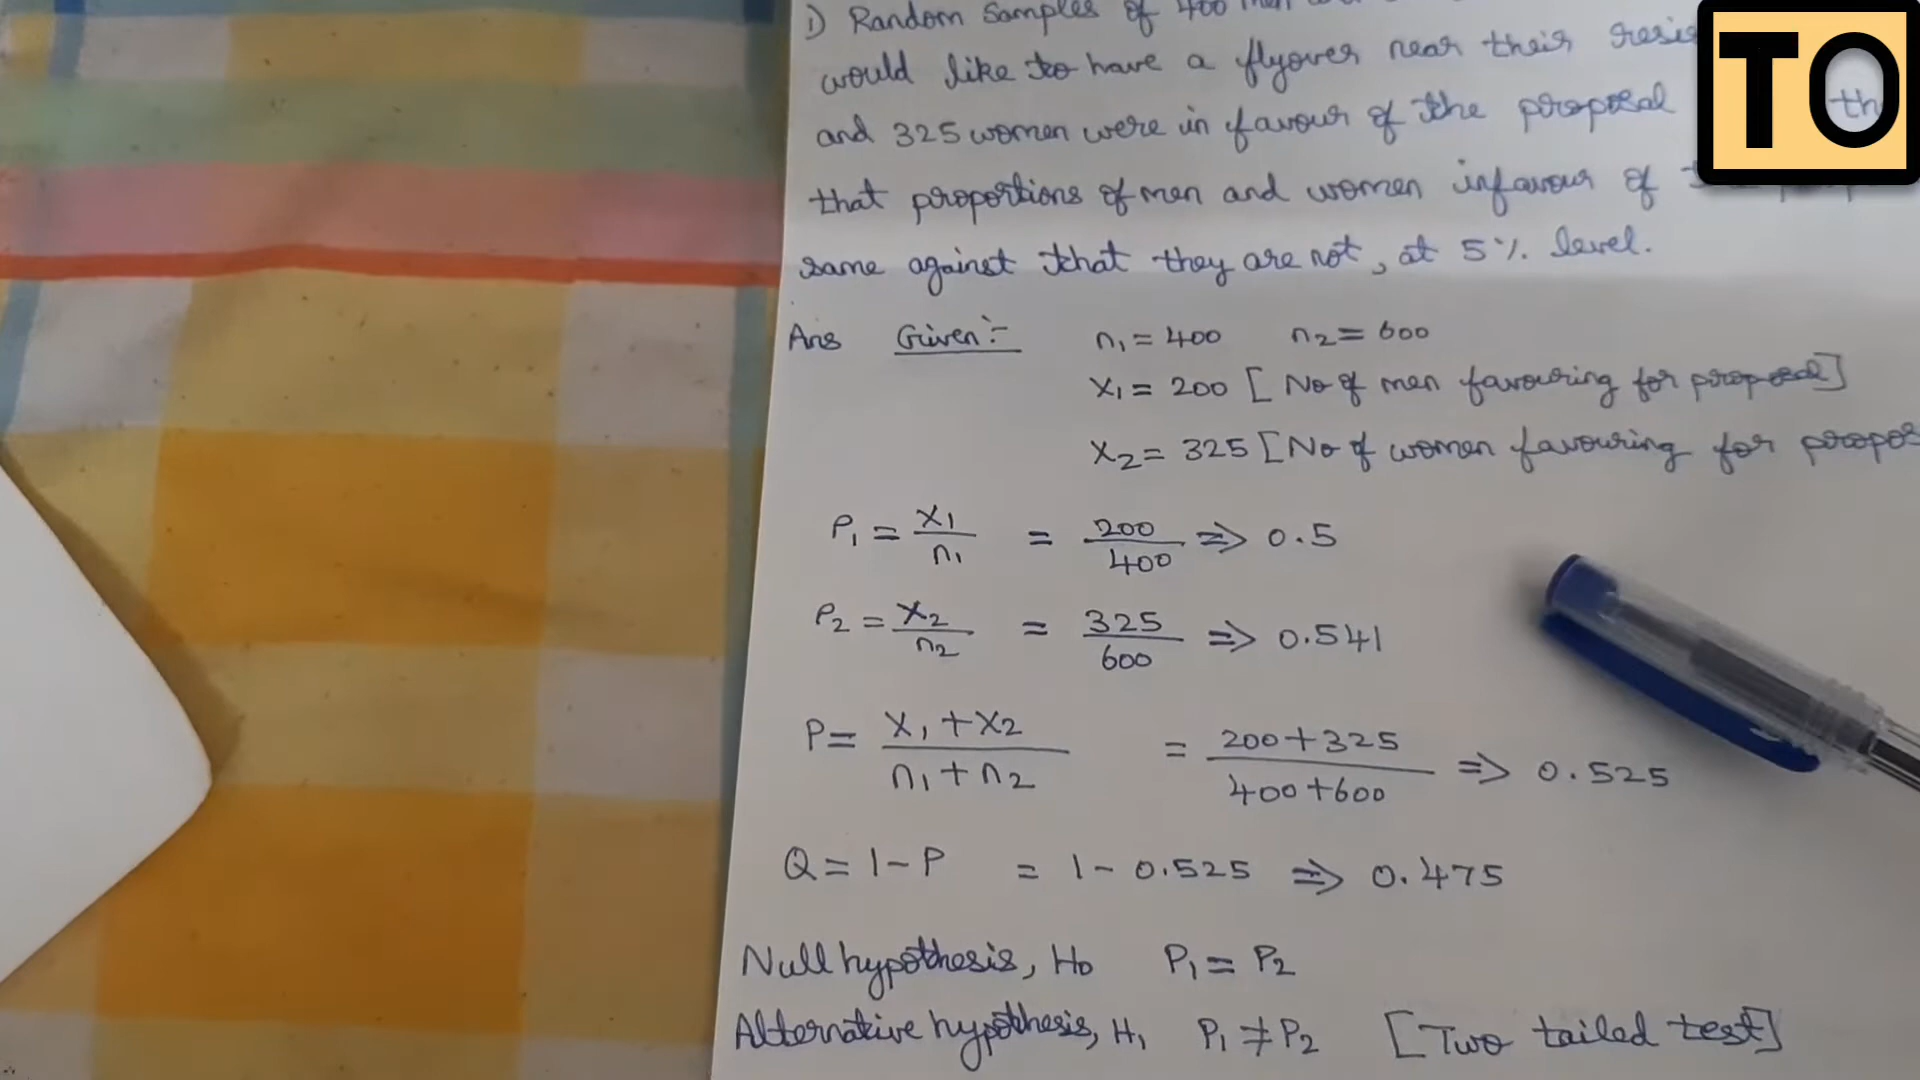 1) Random Samples of 400 men
would like to have a flyover near their
and 325 women were in favour of the proposal
that proportions of men and women infavour of
same against that they are not, at 5% level.
Ans Given:- n₁ = 400 n₂ = 600
X₁ = 200 [No of men favouring for proposal]
X₂ = 325 [No of women favouring for
P₁ = X₁/n₁ = 200/400 ⇒ 0.5
P₂ = X₂/n₂ = 325/600 ⇒ 0.541
P = X₁+X₂/n₁+n₂ = 200+325/400+600 ⇒ 0.525
Q = 1-P = 1-0.525 ⇒ 0.475
Null hypothesis, H₀ P₁ = P₂
Alternative hypothesis, H₁ P₁ ≠ P₂ [Two tailed test]
TO